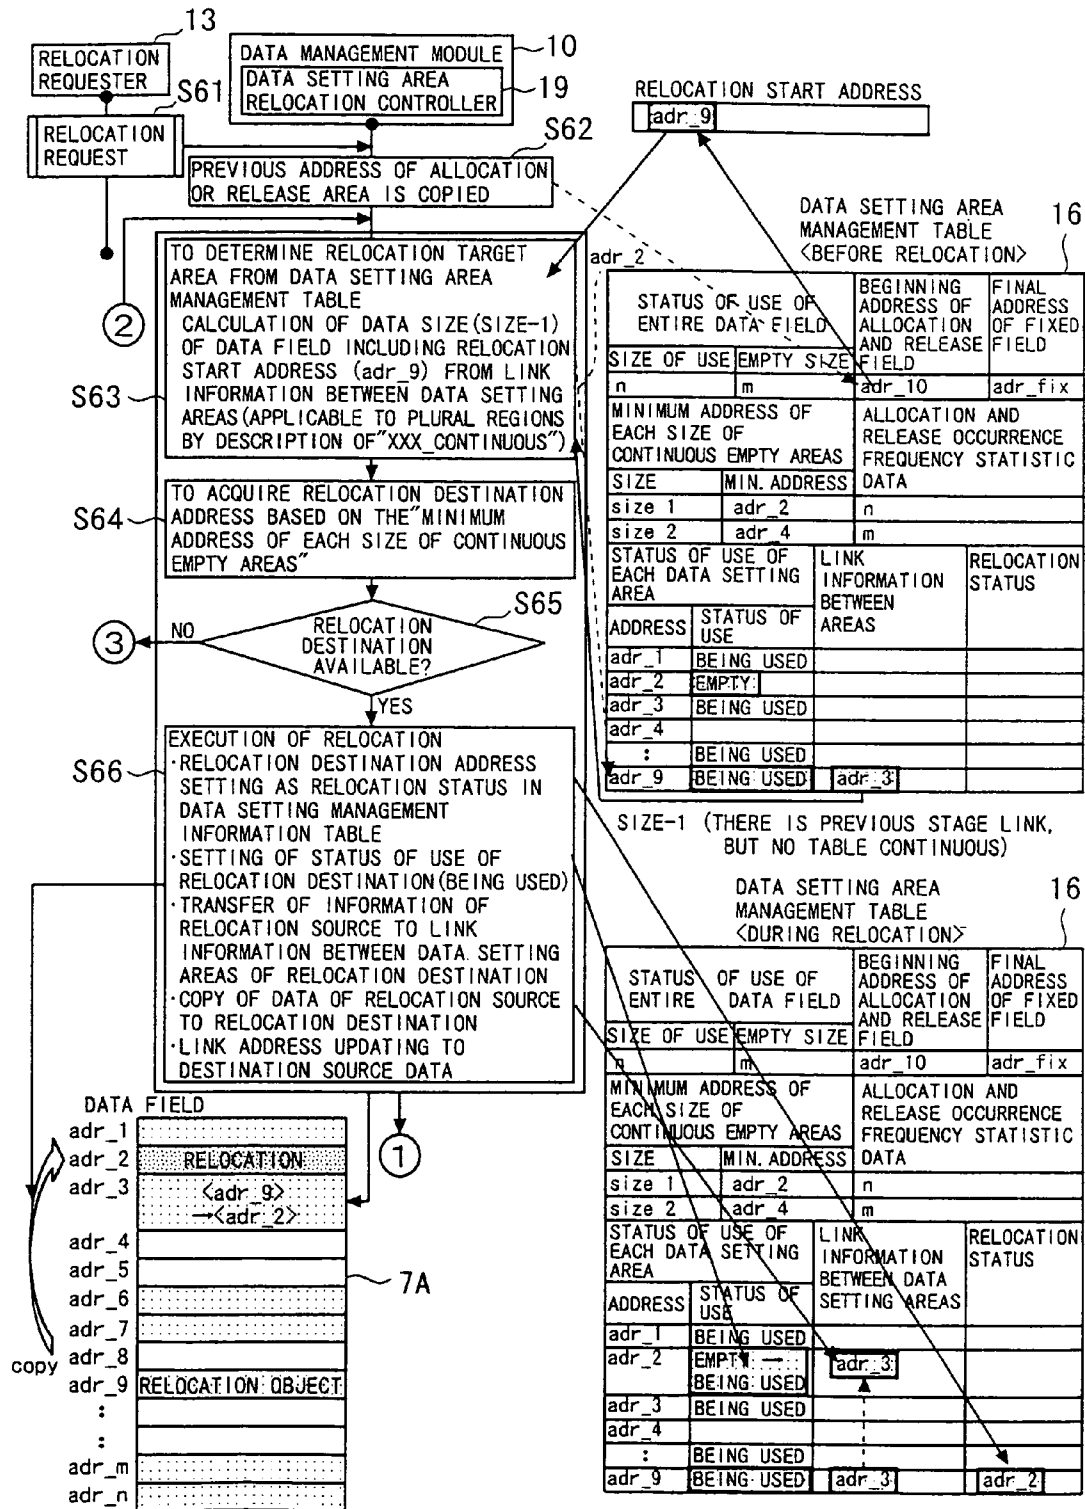 13
RELOCATION
REQUESTER
S61
RELOCATION
REQUEST
DATA MANAGEMENT MODULE
10
DATA SETTING AREA
RELOCATION CONTROLLER
19
S62
PREVIOUS ADDRESS OF ALLOCATION
OR RELEASE AREA IS COPIED
RELOCATION START ADDRESS
adr_9
2
S63
TO DETERMINE RELOCATION TARGET
AREA FROM DATA SETTING AREA
MANAGEMENT TABLE
CALCULATION OF DATA SIZE(SIZE-1)
OF DATA FIELD INCLUDING RELOCATION
START ADDRESS (adr_9) FROM LINK
INFORMATION BETWEEN DATA SETTING
AREAS(APPLICABLE TO PLURAL REGIONS
BY DESCRIPTION OF"XXX_CONTINUOUS")
S64
TO ACQUIRE RELOCATION DESTINATION
ADDRESS BASED ON THE"MINIMUM
ADDRESS OF EACH SIZE OF CONTINUOUS
EMPTY AREAS"
S65
RELOCATION
DESTINATION
AVAILABLE?
NO
3
YES
S66
EXECUTION OF RELOCATION
·RELOCATION DESTINATION ADDRESS
SETTING AS RELOCATION STATUS IN
DATA SETTING MANAGEMENT
INFORMATION TABLE
·SETTING OF STATUS OF USE OF
RELOCATION DESTINATION(BEING USED)
·TRANSFER OF INFORMATION OF
RELOCATION SOURCE TO LINK
INFORMATION BETWEEN DATA SETTING
AREAS OF RELOCATION DESTINATION
·COPY OF DATA OF RELOCATION SOURCE
TO RELOCATION DESTINATION
·LINK ADDRESS UPDATING TO
DESTINATION SOURCE DATA
1
DATA FIELD
adr_1
adr_2 RELOCATION
adr_3 <adr_9>
→<adr_2>
adr_4
adr_5
adr_6
adr_7
adr_8
adr_9 RELOCATION OBJECT
:
:
adr_m
adr_n
copy
7A
DATA SETTING AREA
MANAGEMENT TABLE
<BEFORE RELOCATION>
16
adr_2
STATUS OF USE OF
ENTIRE DATA FIELD
BEGINNING
ADDRESS OF
ALLOCATION
AND RELEASE
FIELD
FINAL
ADDRESS
OF FIXED
FIELD
SIZE OF USE EMPTY SIZE
n m adr_10 adr_fix
MINIMUM ADDRESS OF
EACH SIZE OF
CONTINUOUS EMPTY AREAS
ALLOCATION AND
RELEASE OCCURRENCE
FREQUENCY STATISTIC
DATA
SIZE MIN. ADDRESS
size 1 adr_2 n
size 2 adr_4 m
STATUS OF USE OF
EACH DATA SETTING
AREA
LINK
INFORMATION
BETWEEN
AREAS
RELOCATION
STATUS
ADDRESS STATUS OF
USE
adr_1 BEING USED
adr_2 EMPTY
adr_3 BEING USED
adr_4
: BEING USED
adr_9 BEING USED adr_3
SIZE-1 (THERE IS PREVIOUS STAGE LINK,
BUT NO TABLE CONTINUOUS)
DATA SETTING AREA
MANAGEMENT TABLE
<DURING RELOCATION>
16
STATUS OF USE OF
ENTIRE DATA FIELD
BEGINNING
ADDRESS OF
ALLOCATION
AND RELEASE
FIELD
FINAL
ADDRESS
OF FIXED
FIELD
SIZE OF USE EMPTY SIZE
n m adr_10 adr_fix
MINIMUM ADDRESS OF
EACH SIZE OF
CONTINUOUS EMPTY AREAS
ALLOCATION AND
RELEASE OCCURRENCE
FREQUENCY STATISTIC
DATA
SIZE MIN. ADDRESS
size 1 adr_2 n
size 2 adr_4 m
STATUS OF USE OF
EACH DATA SETTING
AREA
LINK
INFORMATION
BETWEEN DATA
SETTING AREAS
RELOCATION
STATUS
ADDRESS STATUS OF
USE
adr_1 BEING USED
adr_2 EMPTY →
BEING USED
adr_3
adr_3 BEING USED
adr_4
: BEING USED
adr_9 BEING USED adr_3 adr_2